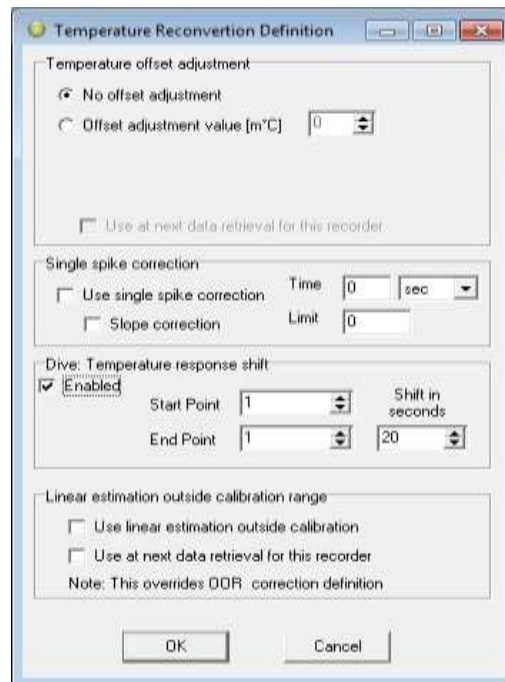 Temperature Reconvertion Definition
Temperature offset adjustment
No offset adjustment
Offset adjustment value [m°C] 0
Use at next data retrieval for this recorder
Single spike correction
Use single spike correction Time 0 sec
Slope correction Limit 0
Dive: Temperature response shift
Enabled
Start Point 1 Shift in seconds
End Point 1 20
Linear estimation outside calibration range
Use linear estimation outside calibration
Use at next data retrieval for this recorder
Note: This overrides OOR correction definition
OK Cancel